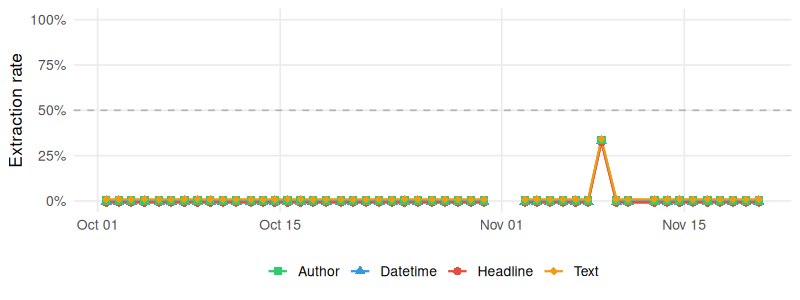 Extraction rate
100%
75%
50%
25%
0%
Oct 01 Oct 15 Nov 01 Nov 15
Author Datetime Headline Text